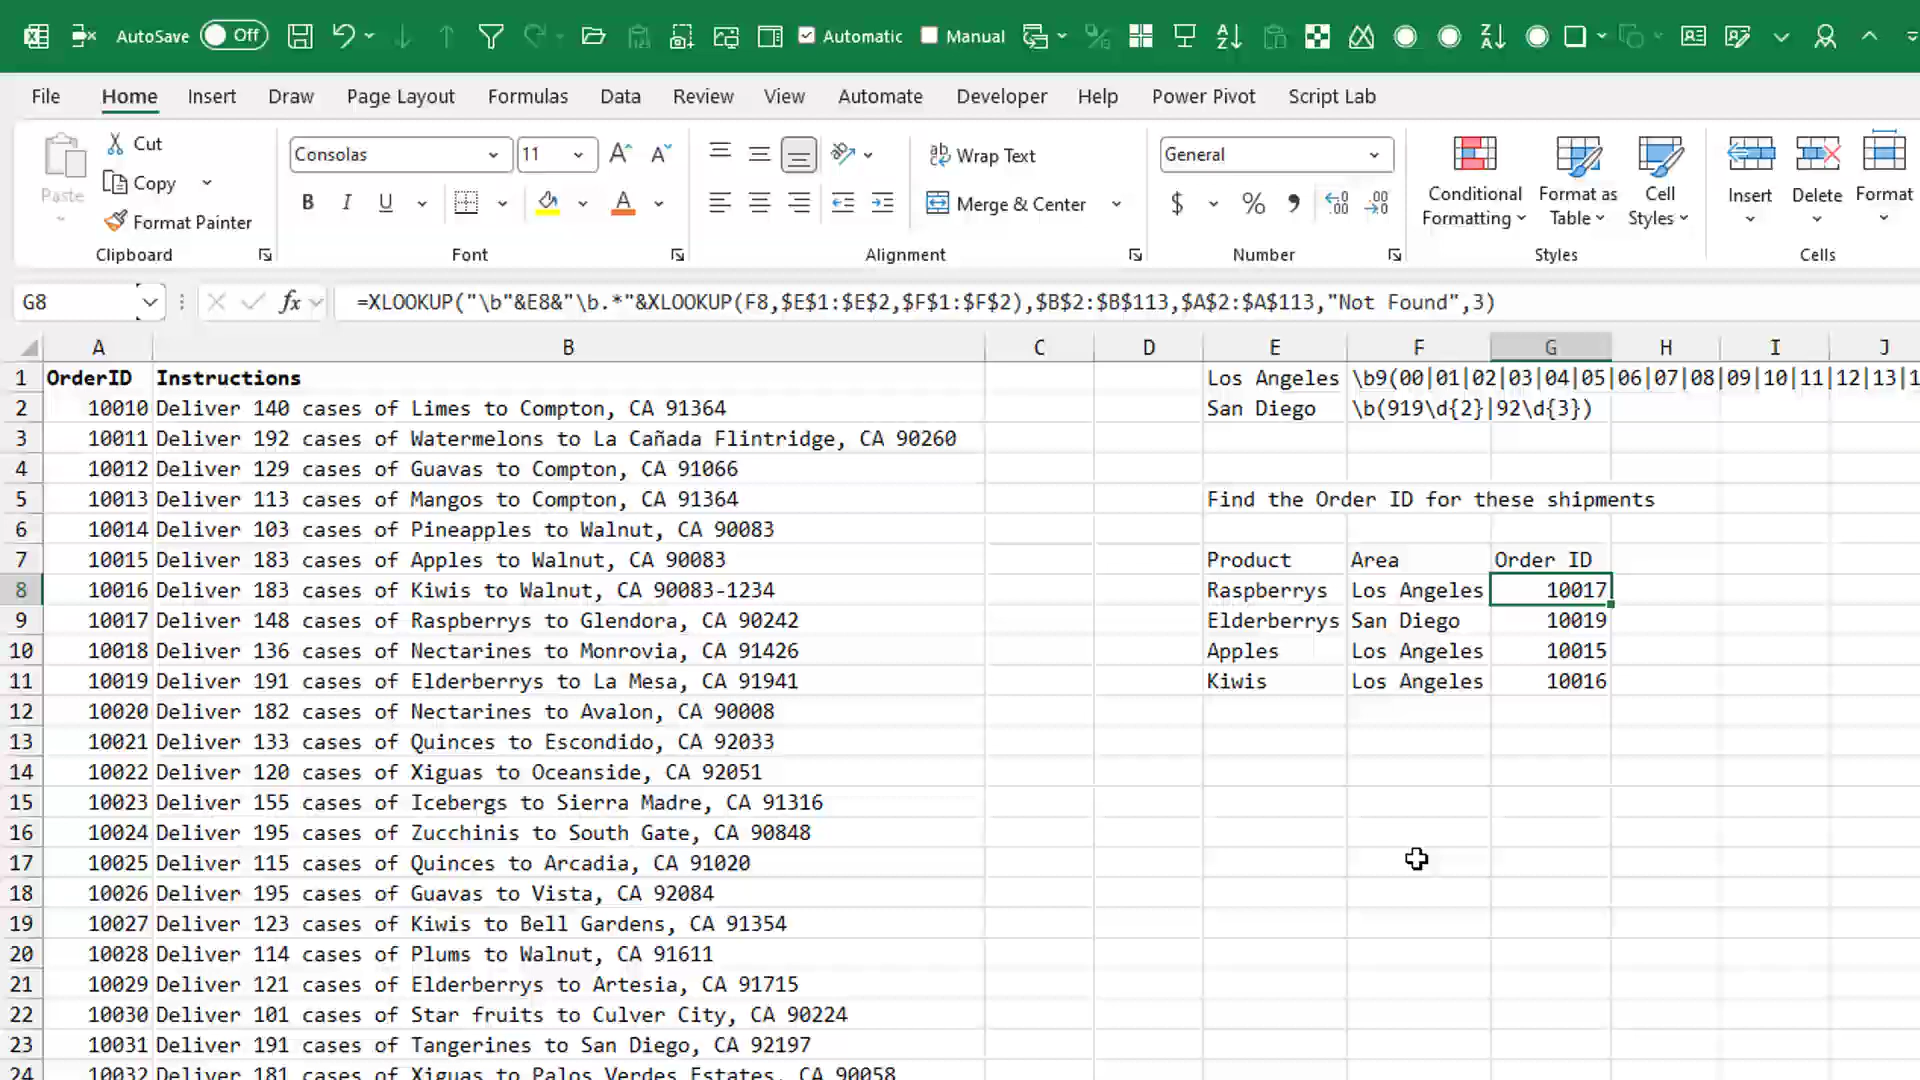 AutoSave Off Automatic Manual
File Home Insert Draw Page Layout Formulas Data Review View Automate Developer Help Power Pivot Script Lab
Paste Cut Copy Format Painter Clipboard
Consolas 11 B I U Font
Wrap Text Merge & Center Alignment
General $ % Number
Conditional Formatting Format as Table Cell Styles Styles
Insert Delete Format Cells
G8 fx =XLOOKUP("\b"&E8&"\b.*"&XLOOKUP(F8,$E$1:$E$2,$F$1:$F$2),$B$2:$B$113,$A$2:$A$113,"Not Found",3)
A B C D E F G H I J
1 OrderID Instructions Los Angeles \b9(00|01|02|03|04|05|06|07|08|09|10|11|12|13|1
2 10010 Deliver 140 cases of Limes to Compton, CA 91364 San Diego \b(919\d{2}|92\d{3})
3 10011 Deliver 192 cases of Watermelons to La Cañada Flintridge, CA 90260
4 10012 Deliver 129 cases of Guavas to Compton, CA 91066
5 10013 Deliver 113 cases of Mangos to Compton, CA 91364 Find the Order ID for these shipments
6 10014 Deliver 103 cases of Pineapples to Walnut, CA 90083
7 10015 Deliver 183 cases of Apples to Walnut, CA 90083 Product Area Order ID
8 10016 Deliver 183 cases of Kiwis to Walnut, CA 90083-1234 Raspberrys Los Angeles 10017
9 10017 Deliver 148 cases of Raspberrys to Glendora, CA 90242 Elderberrys San Diego 10019
10 10018 Deliver 136 cases of Nectarines to Monrovia, CA 91426 Apples Los Angeles 10015
11 10019 Deliver 191 cases of Elderberrys to La Mesa, CA 91941 Kiwis Los Angeles 10016
12 10020 Deliver 182 cases of Nectarines to Avalon, CA 90008
13 10021 Deliver 133 cases of Quinces to Escondido, CA 92033
14 10022 Deliver 120 cases of Xiguas to Oceanside, CA 92051
15 10023 Deliver 155 cases of Icebergs to Sierra Madre, CA 91316
16 10024 Deliver 195 cases of Zucchinis to South Gate, CA 90848
17 10025 Deliver 115 cases of Quinces to Arcadia, CA 91020
18 10026 Deliver 195 cases of Guavas to Vista, CA 92084
19 10027 Deliver 123 cases of Kiwis to Bell Gardens, CA 91354
20 10028 Deliver 114 cases of Plums to Walnut, CA 91611
21 10029 Deliver 121 cases of Elderberrys to Artesia, CA 91715
22 10030 Deliver 101 cases of Star fruits to Culver City, CA 90224
23 10031 Deliver 191 cases of Tangerines to San Diego, CA 92197
24 10032 Deliver 181 cases of Xiguas to Palos Verdes Estates, CA 90058